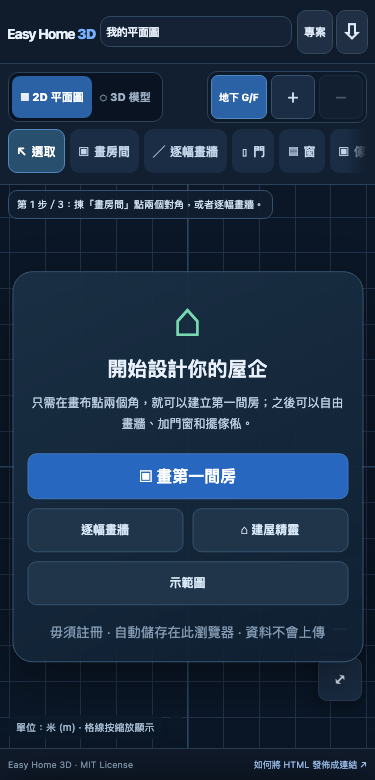 Easy Home 3D
我的平面圖
專案
2D 平面圖
3D 模型
地下 G/F
選取
畫房間
逐幅畫牆
門
窗
第 1 步 / 3：揀「畫房間」點兩個對角，或者逐幅畫牆。
開始設計你的屋企
只需在畫布點兩個角，就可以建立第一間房；之後可以自由
畫牆、加門窗和擺傢俬。
畫第一間房
逐幅畫牆
建屋精靈
示範圖
毋須註冊 · 自動儲存在此瀏覽器 · 資料不會上傳
單位：米 (m) · 格線按縮放顯示
Easy Home 3D · MIT License
如何將 HTML 發佈成連結 ↗